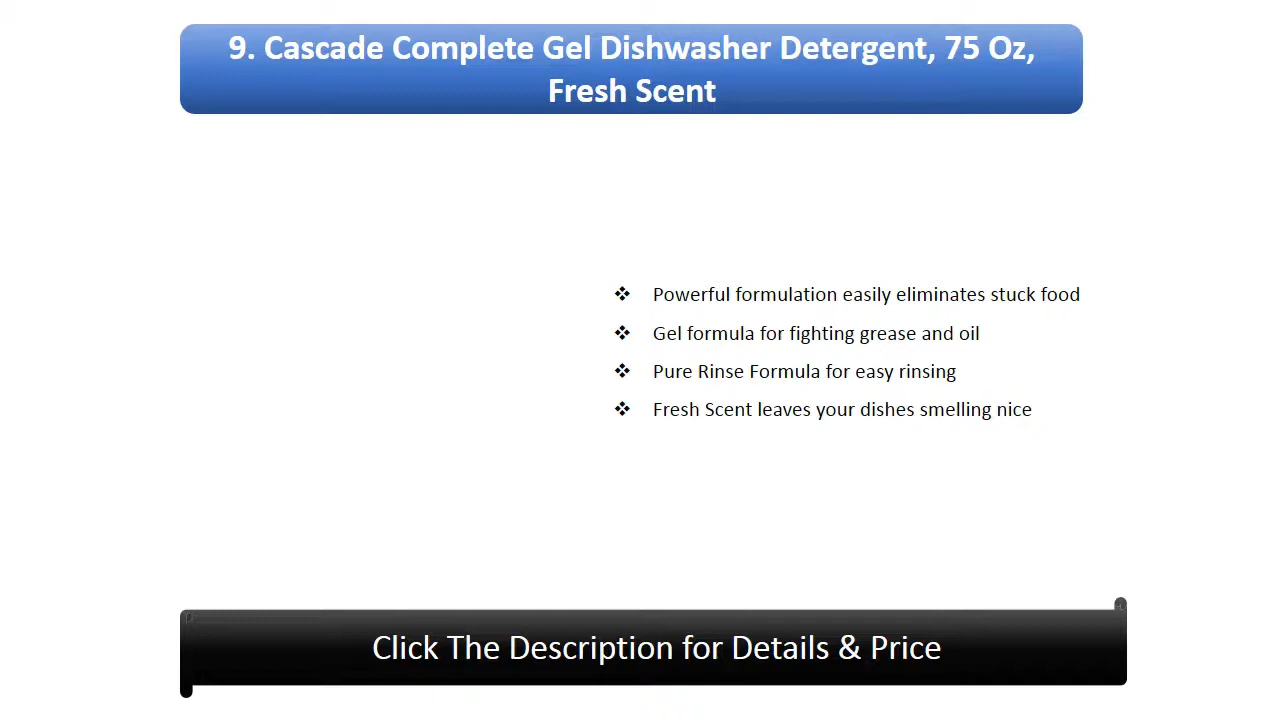 9. Cascade Complete Gel Dishwasher Detergent, 75 Oz,
Fresh Scent
❖ Powerful formulation easily eliminates stuck food
❖ Gel formula for fighting grease and oil
❖ Pure Rinse Formula for easy rinsing
❖ Fresh Scent leaves your dishes smelling nice
Click The Description for Details & Price